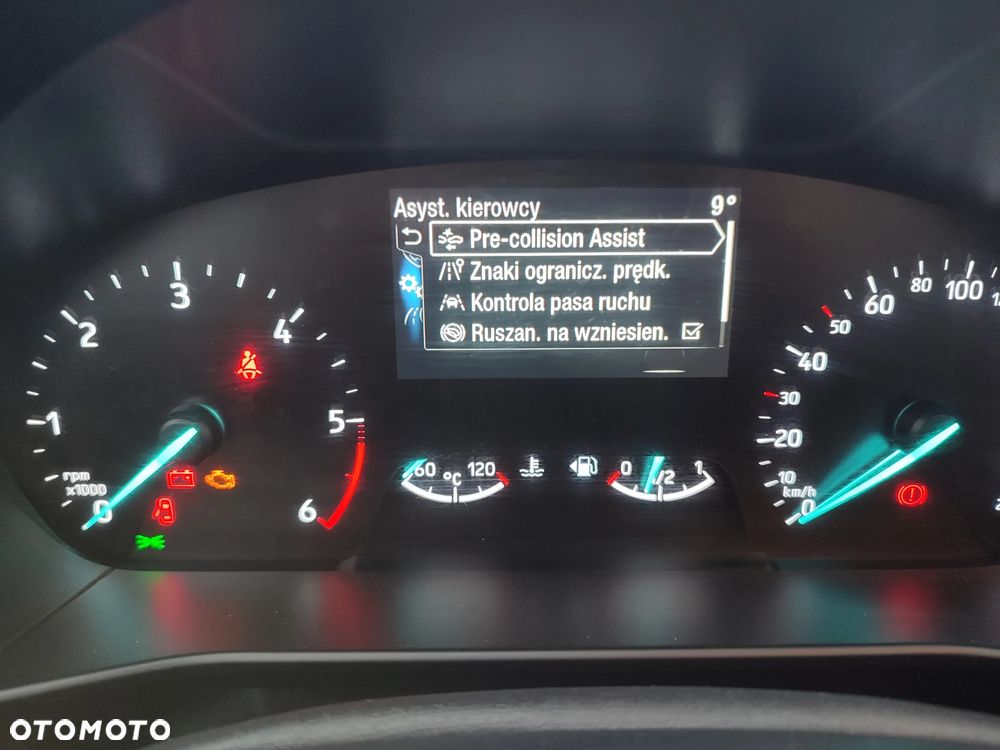 Asyst. kierowcy 9°
Pre-collision Assist
Znaki ogranicz. prędk.
Kontrola pasa ruchu
Ruszan. na wzniesien.
0
1
2
3
4
5
6
rpm
x1000
60 °C 120
0 1/2 1
0
10
20
30
40
50
60
80
100
km/h
OTOMOTO